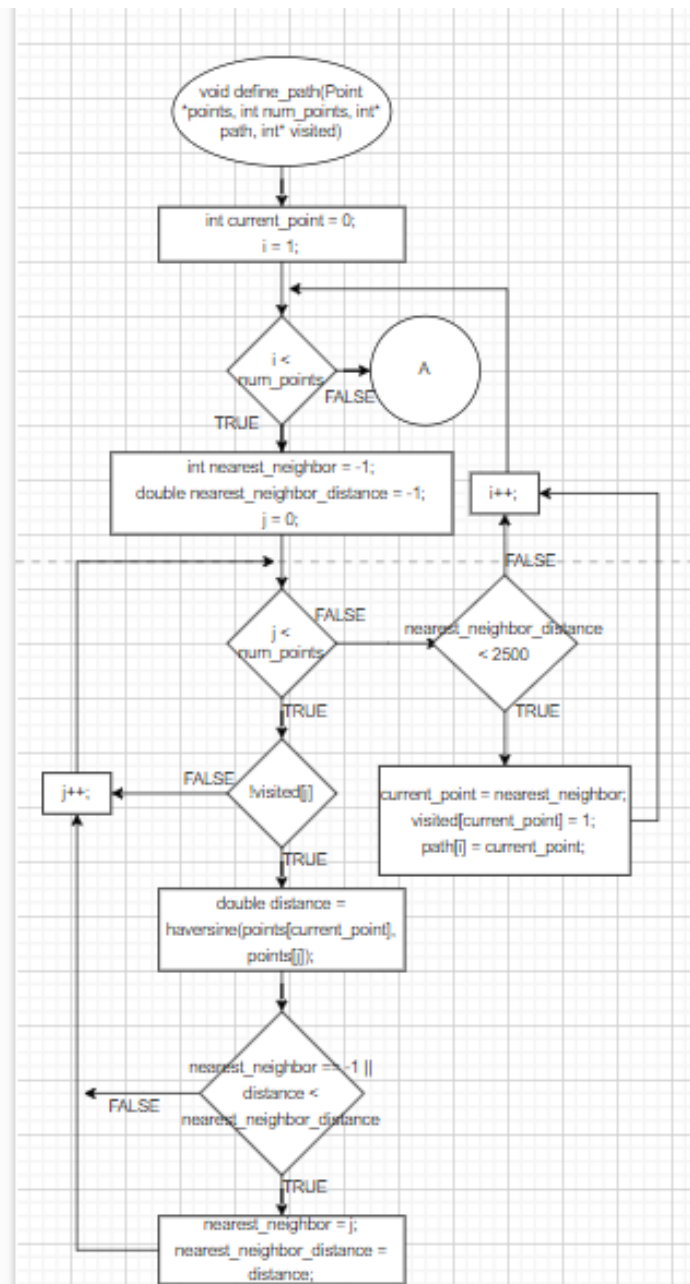 void define_path(Point
*points, int num_points, int*
path, int* visited)
int current_point = 0;
i = 1;
i <
num_points
A
FALSE
TRUE
int nearest_neighbor = -1;
double nearest_neighbor_distance = -1;
j = 0;
i++;
FALSE
j <
num_points
FALSE
nearest_neighbor_distance
< 2500
TRUE
TRUE
!visited[j]
FALSE
j++;
current_point = nearest_neighbor;
visited[current_point] = 1;
path[i] = current_point;
TRUE
double distance =
haversine(points[current_point],
points[j]);
nearest_neighbor == -1 ||
distance <
nearest_neighbor_distance
FALSE
TRUE
nearest_neighbor = j;
nearest_neighbor_distance =
distance;